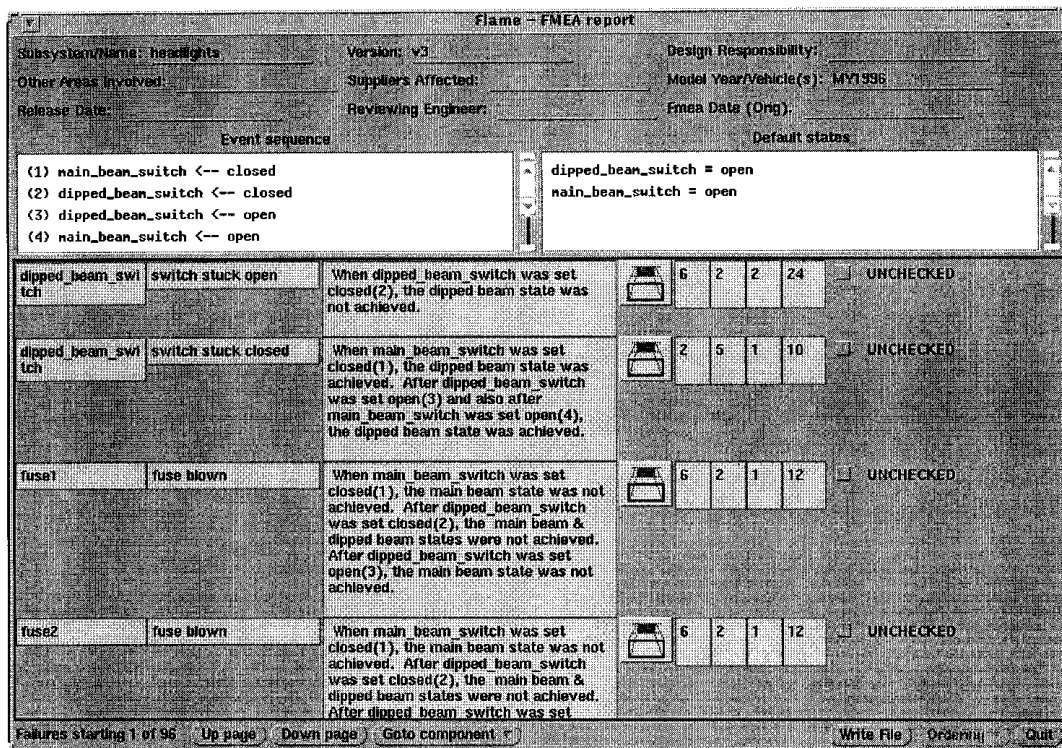 Flame – FMEA report
Subsystem/Name: headlights Version: v3 Design Responsibility:
Other Areas Involved: Suppliers Affected: Model Year/Vehicle(s): MY1996
Release Date: Reviewing Engineer: Fmea Date (Orig).
Event sequence Default states
(1) main_beam_switch <-- closed
(2) dipped_beam_switch <-- closed
(3) dipped_beam_switch <-- open
(4) main_beam_switch <-- open
dipped_beam_switch = open
main_beam_switch = open
dipped_beam_swi
tch
switch stuck open
When dipped_beam_switch was set
closed(2), the dipped beam state was
not achieved.
6 2 2 24 UNCHECKED
dipped_beam_swi
tch
switch stuck closed
When main_beam_switch was set
closed(1), the dipped beam state was
achieved. After dipped_beam_switch
was set open(3) and also after
main_beam_switch was set open(4),
the dipped beam state was achieved.
2 5 1 10 UNCHECKED
fuse1 fuse blown
When main_beam_switch was set
closed(1), the main beam state was not
achieved. After dipped_beam_switch
was set closed(2), the main beam &
dipped beam states were not achieved.
After dipped_beam_switch was set
open(3), the main beam state was not
achieved.
6 2 1 12 UNCHECKED
fuse2 fuse blown
When main_beam_switch was set
closed(1), the main beam state was not
achieved. After dipped_beam_switch
was set closed(2), the main beam &
dipped beam states were not achieved.
After dipped_beam_switch was set
6 2 1 12 UNCHECKED
Failures starting 1 of 96 Up page Down page Goto component Write File Ordering Quit